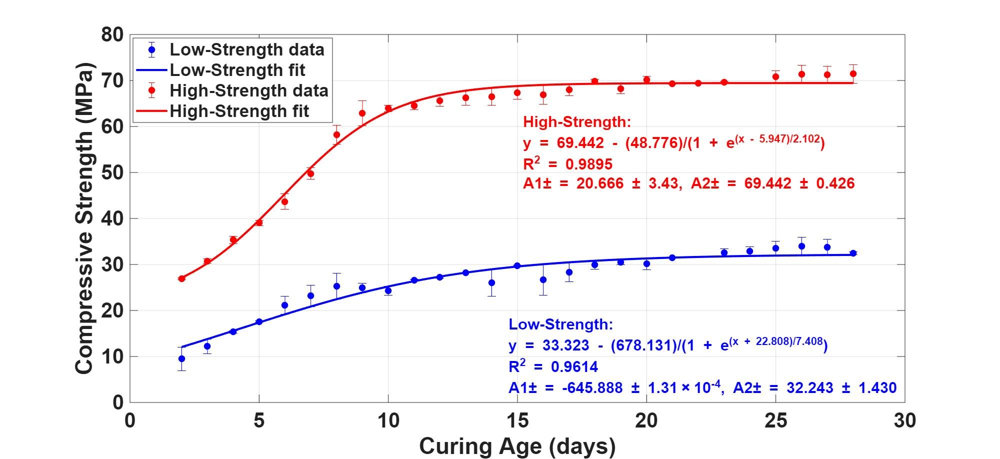 80
70
60
50
40
30
20
10
0
Compressive Strength (MPa)
Low-Strength data
Low-Strength fit
High-Strength data
High-Strength fit
High-Strength:
y = 69.442 - (48.776)/(1 + e^(x - 5.947)/2.102)
R² = 0.9895
A1± = 20.666 ± 3.43, A2± = 69.442 ± 0.426
Low-Strength:
y = 33.323 - (678.131)/(1 + e^(x + 22.808)/7.408)
R² = 0.9614
A1± = -645.888 ± 1.31 × 10⁻⁴, A2± = 32.243 ± 1.430
0 5 10 15 20 25 30
Curing Age (days)